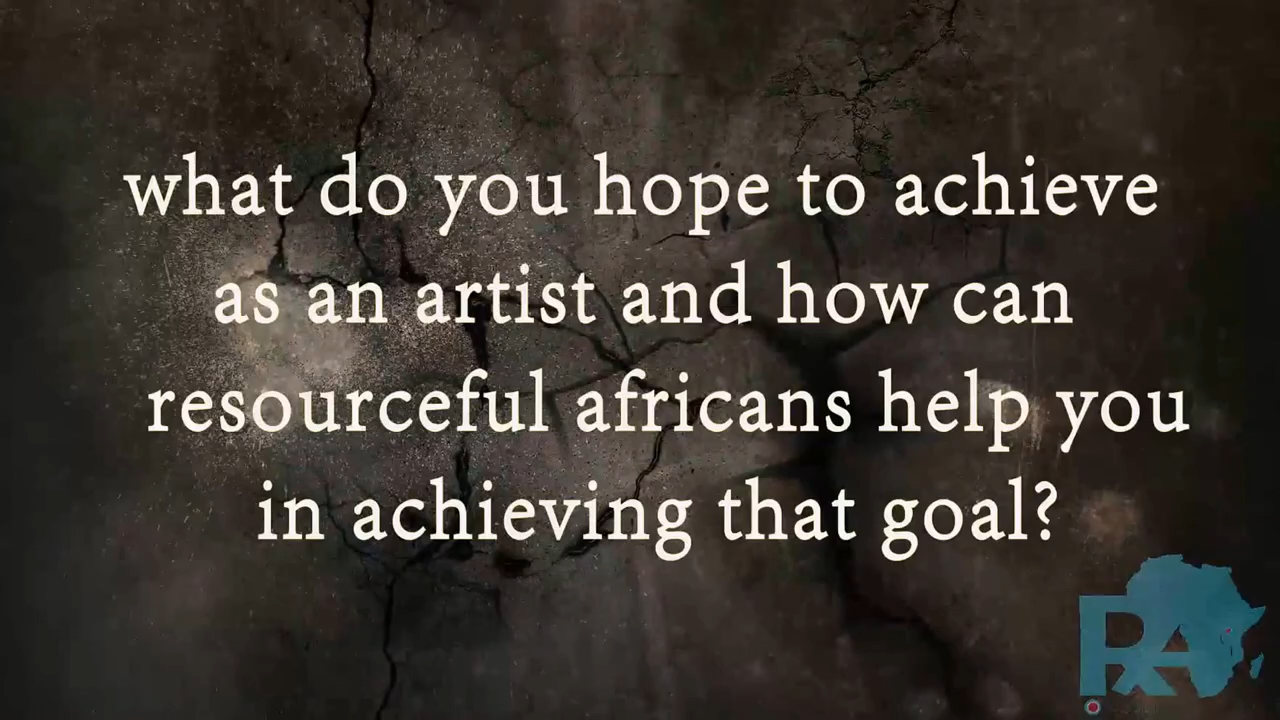 what do you hope to achieve
as an artist and how can
resourceful africans help you
in achieving that goal?
RA